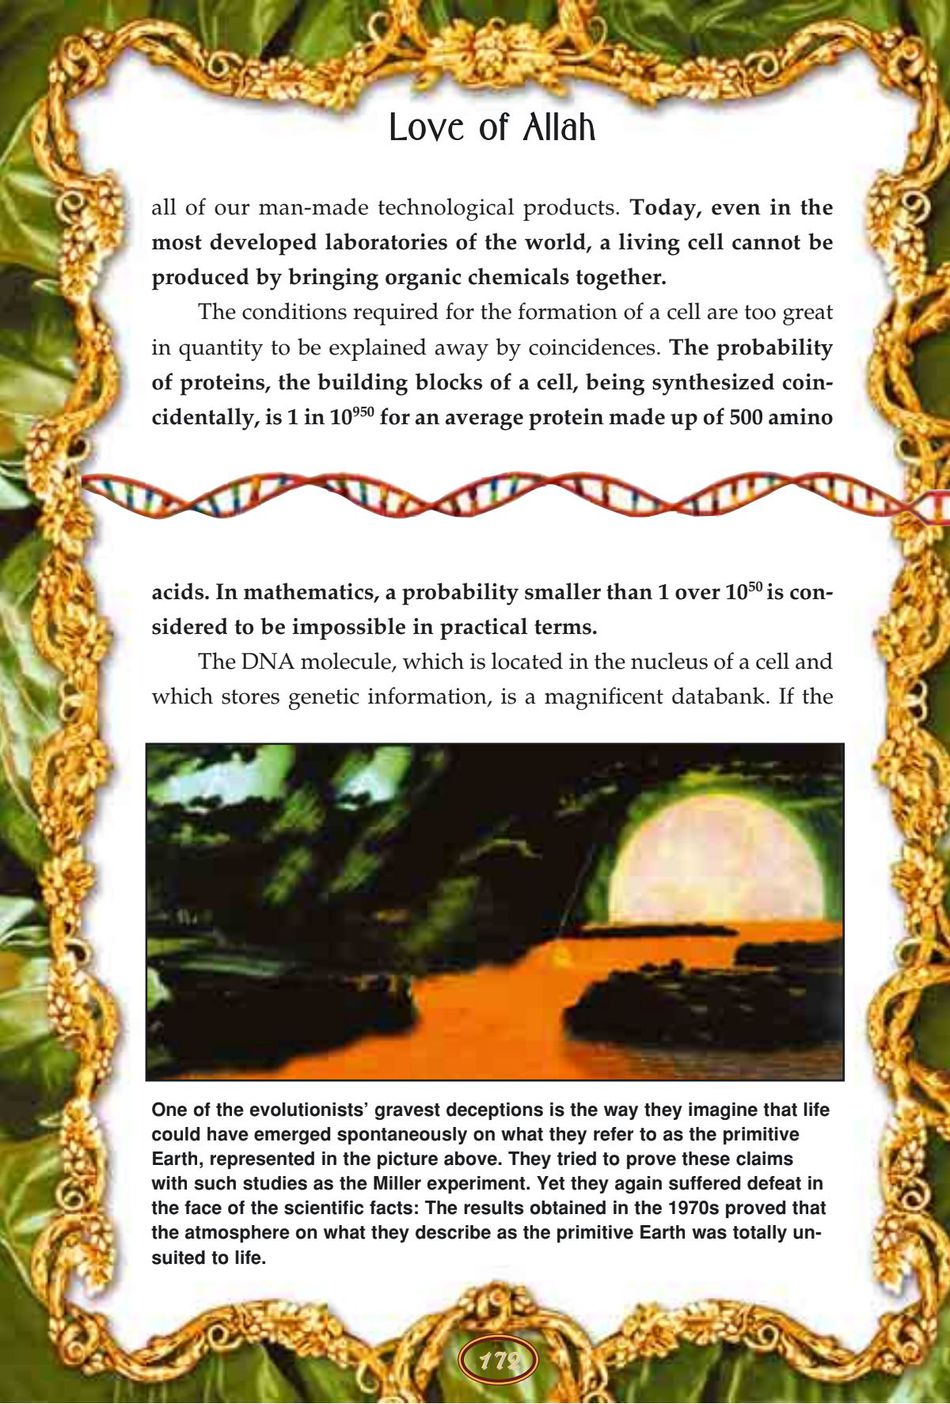 Love of Allah
all of our man-made technological products. Today, even in the
most developed laboratories of the world, a living cell cannot be
produced by bringing organic chemicals together.
The conditions required for the formation of a cell are too great
in quantity to be explained away by coincidences. The probability
of proteins, the building blocks of a cell, being synthesized coin-
cidentally, is 1 in 10⁹⁵⁰ for an average protein made up of 500 amino
acids. In mathematics, a probability smaller than 1 over 10⁵⁰ is con-
sidered to be impossible in practical terms.
The DNA molecule, which is located in the nucleus of a cell and
which stores genetic information, is a magnificent databank. If the
One of the evolutionists’ gravest deceptions is the way they imagine that life
could have emerged spontaneously on what they refer to as the primitive
Earth, represented in the picture above. They tried to prove these claims
with such studies as the Miller experiment. Yet they again suffered defeat in
the face of the scientific facts: The results obtained in the 1970s proved that
the atmosphere on what they describe as the primitive Earth was totally un-
suited to life.
172